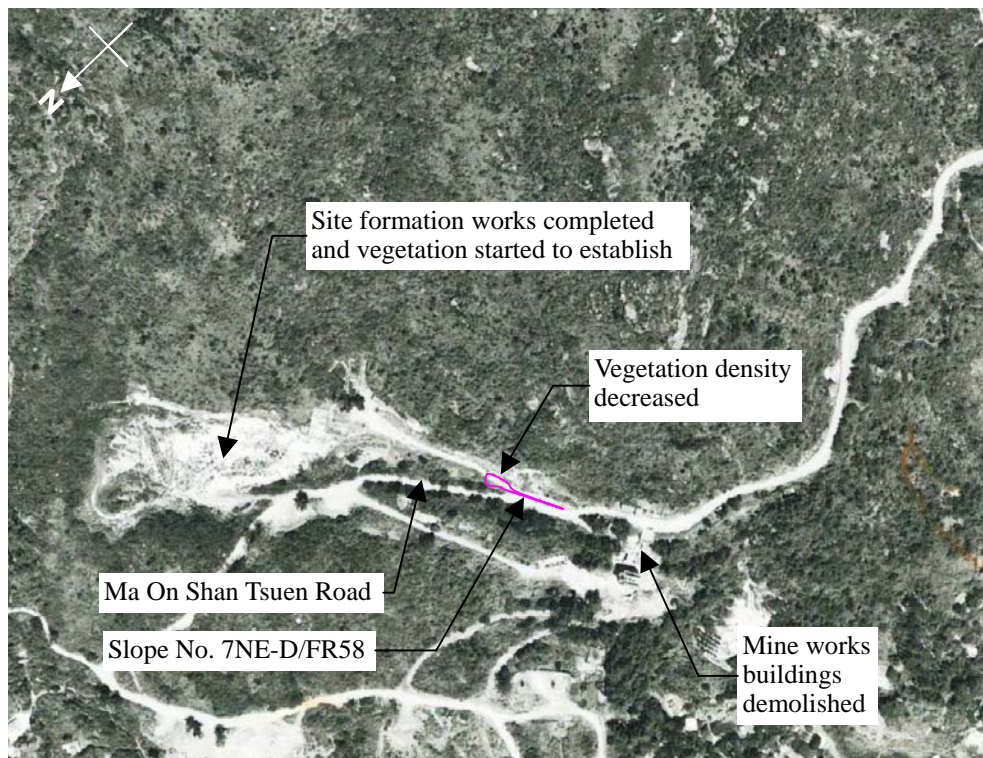 N
Site formation works completed
and vegetation started to establish
Vegetation density
decreased
Ma On Shan Tsuen Road
Slope No. 7NE-D/FR58
Mine works
buildings
demolished